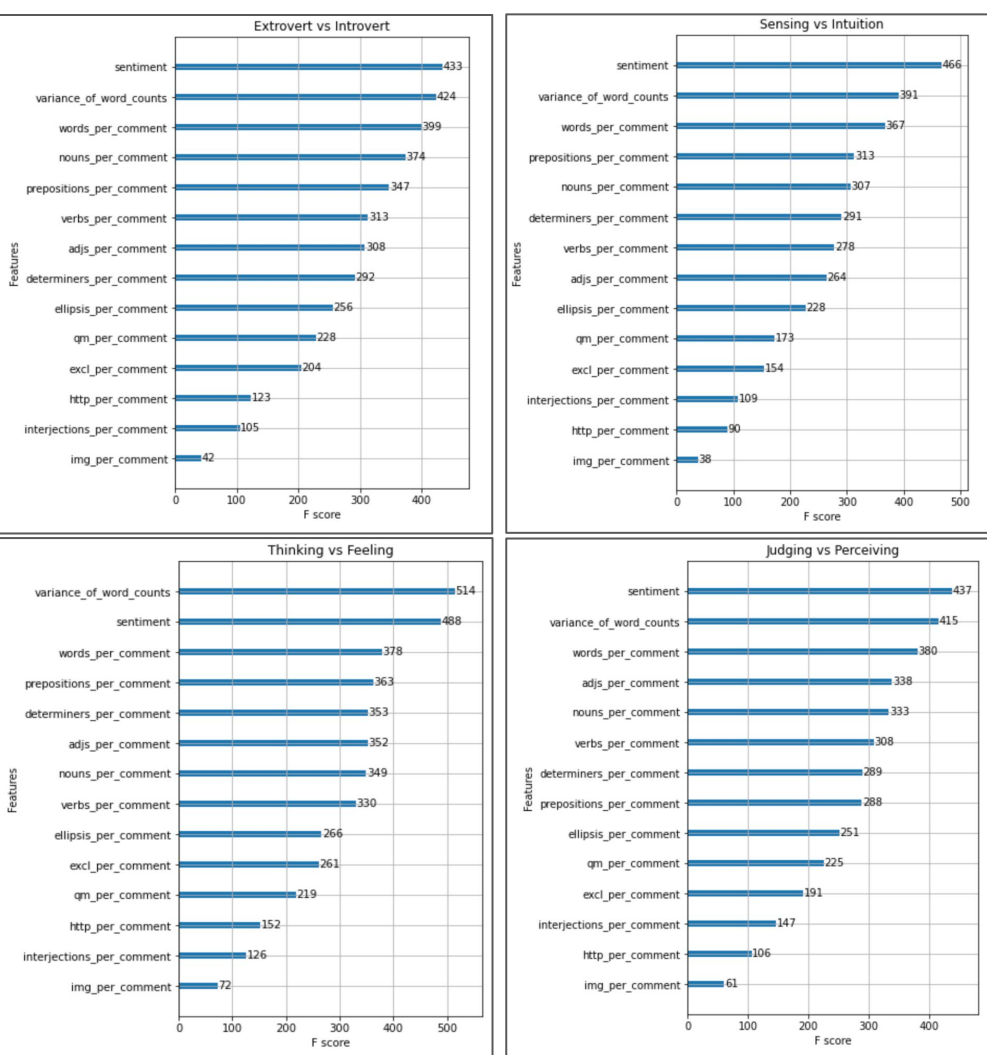 Extrovert vs Introvert
Features
sentiment 433
variance_of_word_counts 424
words_per_comment 399
nouns_per_comment 374
prepositions_per_comment 347
verbs_per_comment 313
adjs_per_comment 308
determiners_per_comment 292
ellipsis_per_comment 256
qm_per_comment 228
excl_per_comment 204
http_per_comment 123
interjections_per_comment 105
img_per_comment 42
0 100 200 300 400
F score
Sensing vs Intuition
Features
sentiment 466
variance_of_word_counts 391
words_per_comment 367
prepositions_per_comment 313
nouns_per_comment 307
determiners_per_comment 291
verbs_per_comment 278
adjs_per_comment 264
ellipsis_per_comment 228
qm_per_comment 173
excl_per_comment 154
interjections_per_comment 109
http_per_comment 90
img_per_comment 38
0 100 200 300 400 500
F score
Thinking vs Feeling
Features
variance_of_word_counts 514
sentiment 488
words_per_comment 378
prepositions_per_comment 363
determiners_per_comment 353
adjs_per_comment 352
nouns_per_comment 349
verbs_per_comment 330
ellipsis_per_comment 266
excl_per_comment 261
qm_per_comment 219
http_per_comment 152
interjections_per_comment 126
img_per_comment 72
0 100 200 300 400 500
F score
Judging vs Perceiving
Features
sentiment 437
variance_of_word_counts 415
words_per_comment 380
adjs_per_comment 338
nouns_per_comment 333
verbs_per_comment 308
determiners_per_comment 289
prepositions_per_comment 288
ellipsis_per_comment 251
qm_per_comment 225
excl_per_comment 191
interjections_per_comment 147
http_per_comment 106
img_per_comment 61
0 100 200 300 400
F score